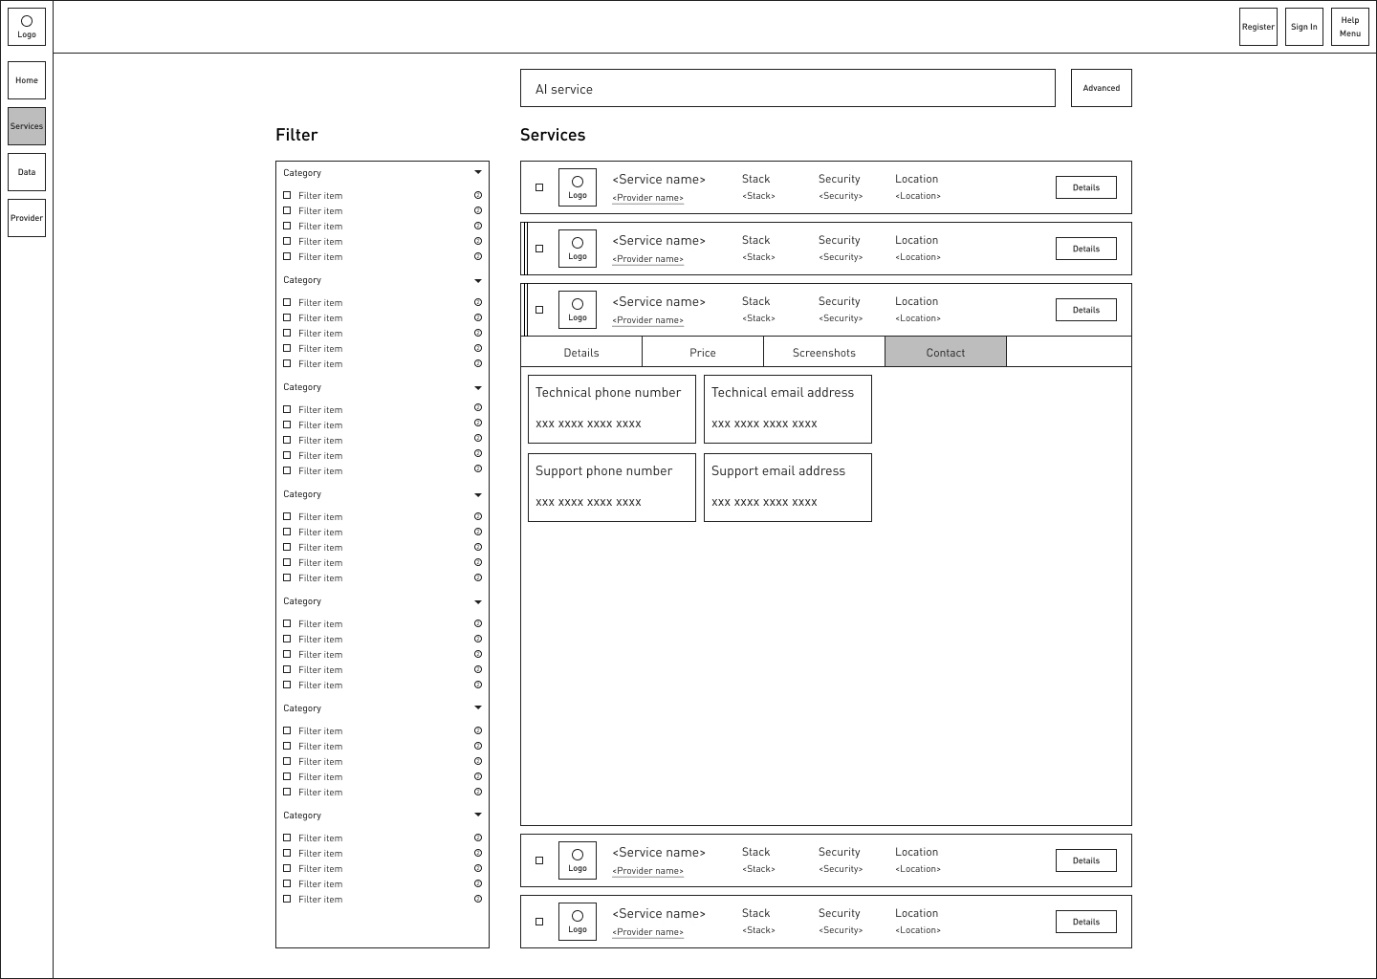 Logo
Register
Sign In
Help
Menu
Home
Services
Data
Provider
AI service
Advanced
Filter
Category
Filter item
Filter item
Filter item
Filter item
Filter item
Category
Filter item
Filter item
Filter item
Filter item
Filter item
Category
Filter item
Filter item
Filter item
Filter item
Filter item
Category
Filter item
Filter item
Filter item
Filter item
Filter item
Category
Filter item
Filter item
Filter item
Filter item
Filter item
Category
Filter item
Filter item
Filter item
Filter item
Filter item
Category
Filter item
Filter item
Filter item
Filter item
Filter item
Services
Logo <Service name> Stack Security Location Details
<Provider name> <Stack> <Security> <Location>
Logo <Service name> Stack Security Location Details
<Provider name> <Stack> <Security> <Location>
Logo <Service name> Stack Security Location Details
<Provider name> <Stack> <Security> <Location>
Details Price Screenshots Contact
Technical phone number
xxx xxxx xxxx xxxx
Technical email address
xxx xxxx xxxx xxxx
Support phone number
xxx xxxx xxxx xxxx
Support email address
xxx xxxx xxxx xxxx
Logo <Service name> Stack Security Location Details
<Provider name> <Stack> <Security> <Location>
Logo <Service name> Stack Security Location Details
<Provider name> <Stack> <Security> <Location>